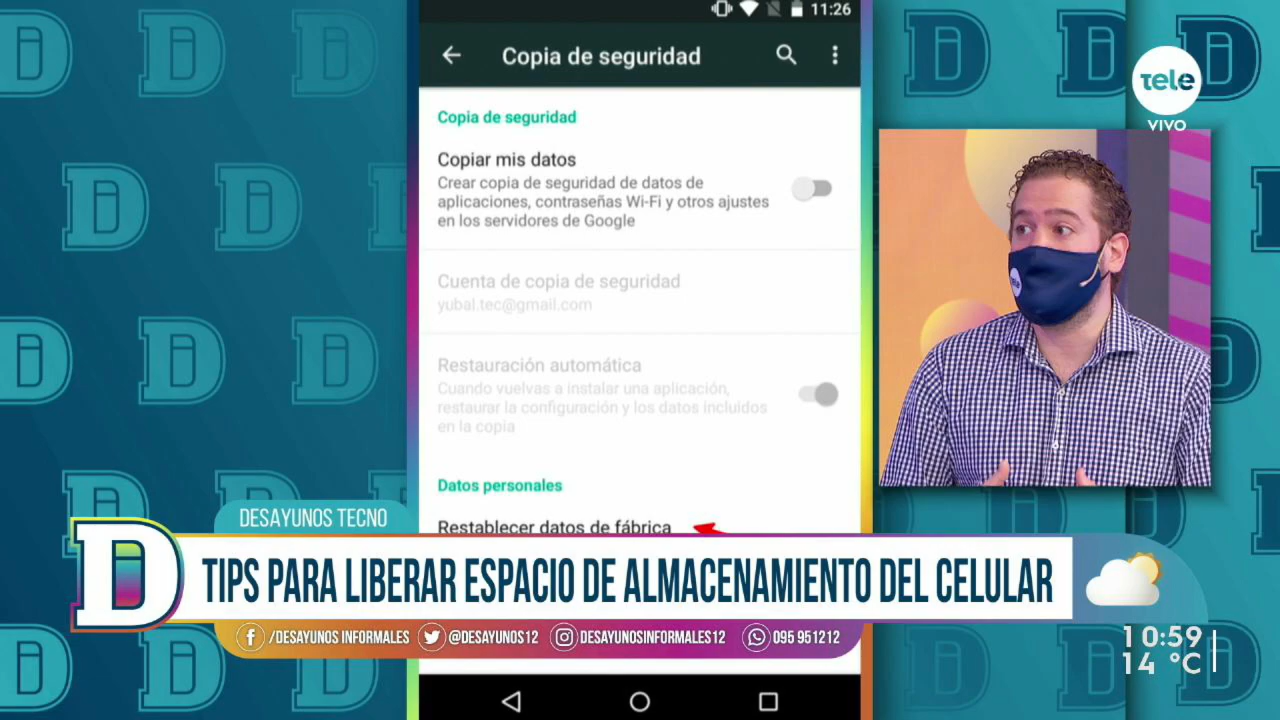 11:26
Copia de seguridad
Copia de seguridad
Copiar mis datos
Crear copia de seguridad de datos de
aplicaciones, contraseñas Wi-Fi y otros ajustes
en los servidores de Google
Cuenta de copia de seguridad
yubal.tec@gmail.com
Restauración automática
Cuando vuelvas a instalar una aplicación,
restaurar la configuración y los datos incluidos
en la copia
Datos personales
Restablecer datos de fábrica
tele
VIVO
tele
DESAYUNOS TECNO
D
TIPS PARA LIBERAR ESPACIO DE ALMACENAMIENTO DEL CELULAR
/DESAYUNOS INFORMALES @DESAYUNOS12 DESAYUNOSINFORMALES12 095 951212
10:59
14 °C